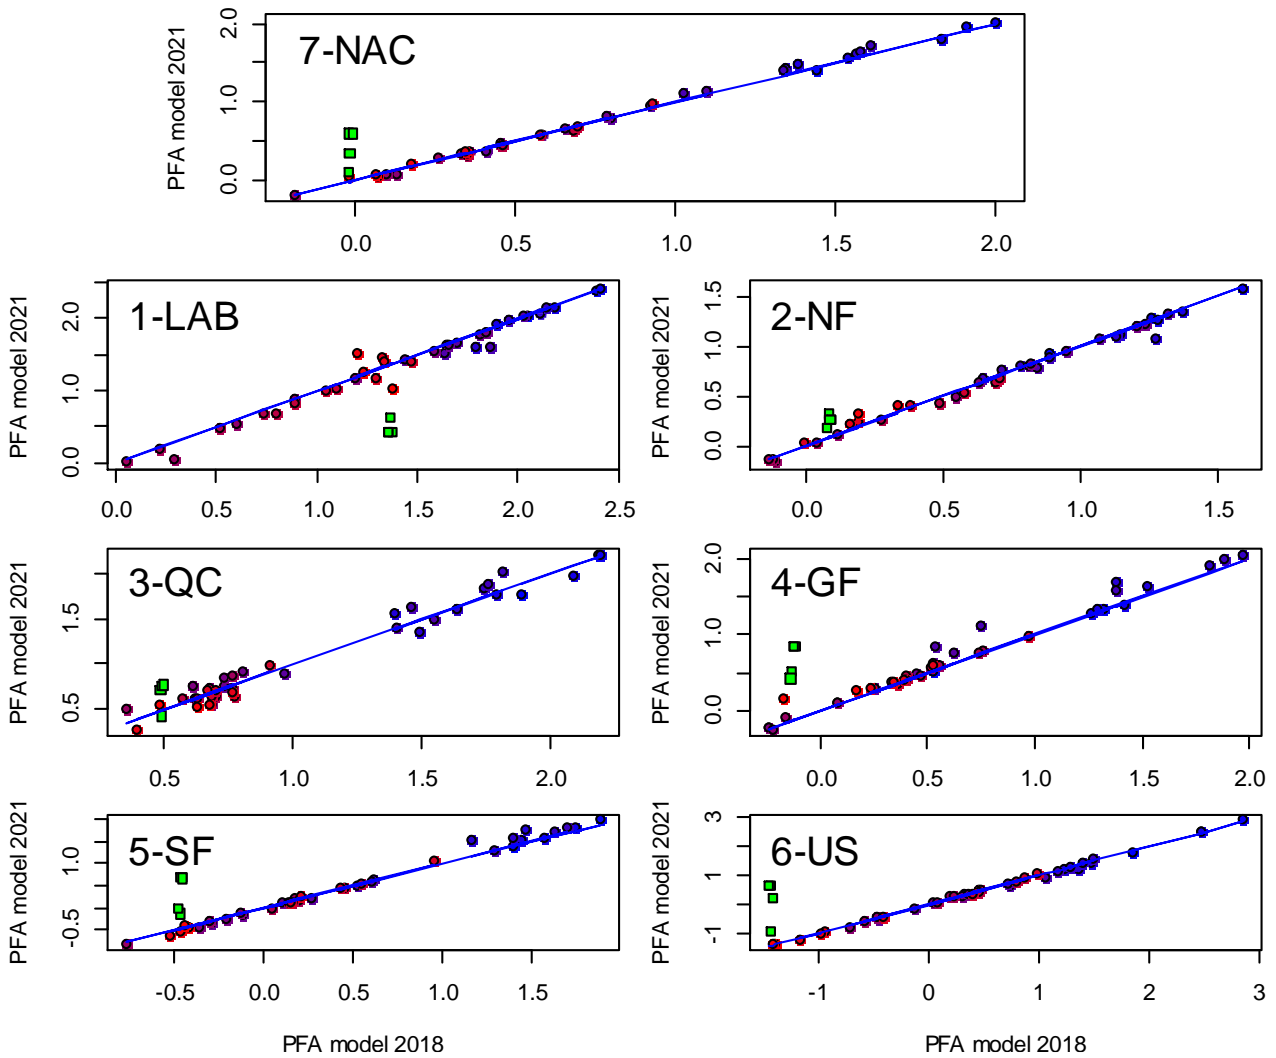 7-NAC
PFA model 2021
0.0 1.0 2.0
0.0 0.5 1.0 1.5 2.0
1-LAB
PFA model 2021
0.0 1.0 2.0
0.0 0.5 1.0 1.5 2.0 2.5
2-NF
PFA model 2021
0.0 0.5 1.0 1.5
0.0 0.5 1.0 1.5
3-QC
PFA model 2021
0.5 1.5
0.5 1.0 1.5 2.0
4-GF
PFA model 2021
0.0 1.0 2.0
0.0 0.5 1.0 1.5 2.0
5-SF
PFA model 2021
-0.5 1.0
-0.5 0.0 0.5 1.0 1.5
PFA model 2018
6-US
PFA model 2021
-1 1 3
-1 0 1 2 3
PFA model 2018